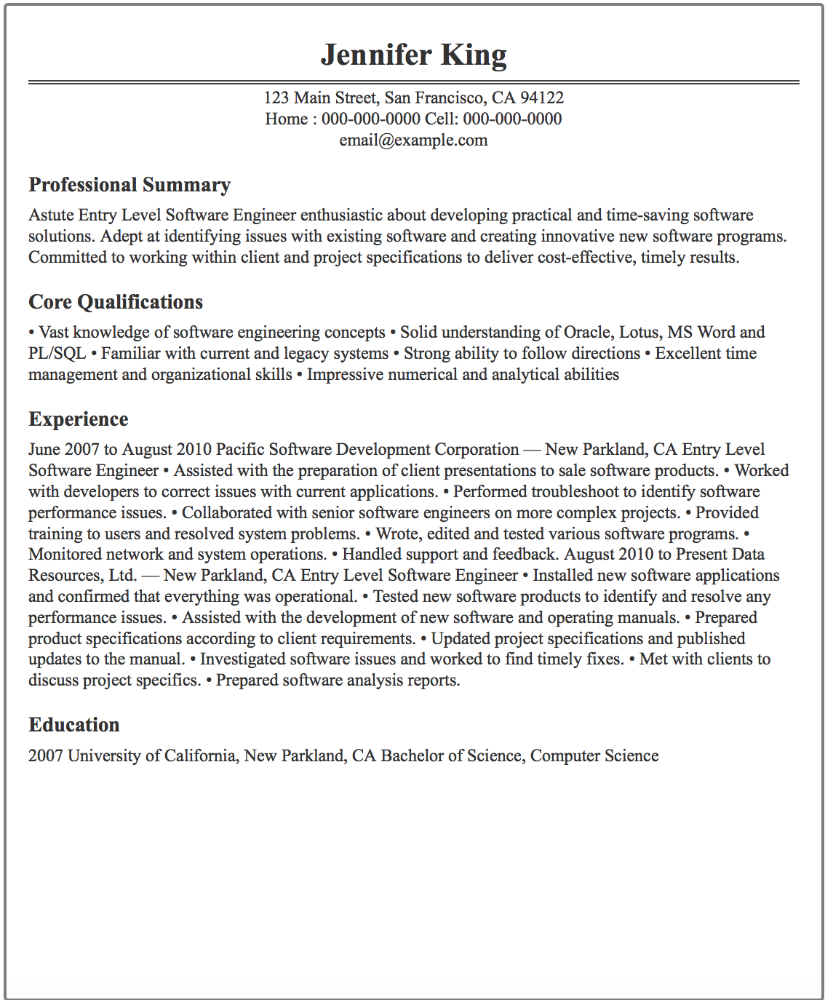 Jennifer King
123 Main Street, San Francisco, CA 94122
Home : 000-000-0000 Cell: 000-000-0000
email@example.com
Professional Summary
Astute Entry Level Software Engineer enthusiastic about developing practical and time-saving software
solutions. Adept at identifying issues with existing software and creating innovative new software programs.
Committed to working within client and project specifications to deliver cost-effective, timely results.
Core Qualifications
• Vast knowledge of software engineering concepts • Solid understanding of Oracle, Lotus, MS Word and
PL/SQL • Familiar with current and legacy systems • Strong ability to follow directions • Excellent time
management and organizational skills • Impressive numerical and analytical abilities
Experience
June 2007 to August 2010 Pacific Software Development Corporation — New Parkland, CA Entry Level
Software Engineer • Assisted with the preparation of client presentations to sale software products. • Worked
with developers to correct issues with current applications. • Performed troubleshoot to identify software
performance issues. • Collaborated with senior software engineers on more complex projects. • Provided
training to users and resolved system problems. • Wrote, edited and tested various software programs. •
Monitored network and system operations. • Handled support and feedback. August 2010 to Present Data
Resources, Ltd. — New Parkland, CA Entry Level Software Engineer • Installed new software applications
and confirmed that everything was operational. • Tested new software products to identify and resolve any
performance issues. • Assisted with the development of new software and operating manuals. • Prepared
product specifications according to client requirements. • Updated project specifications and published
updates to the manual. • Investigated software issues and worked to find timely fixes. • Met with clients to
discuss project specifics. • Prepared software analysis reports.
Education
2007 University of California, New Parkland, CA Bachelor of Science, Computer Science